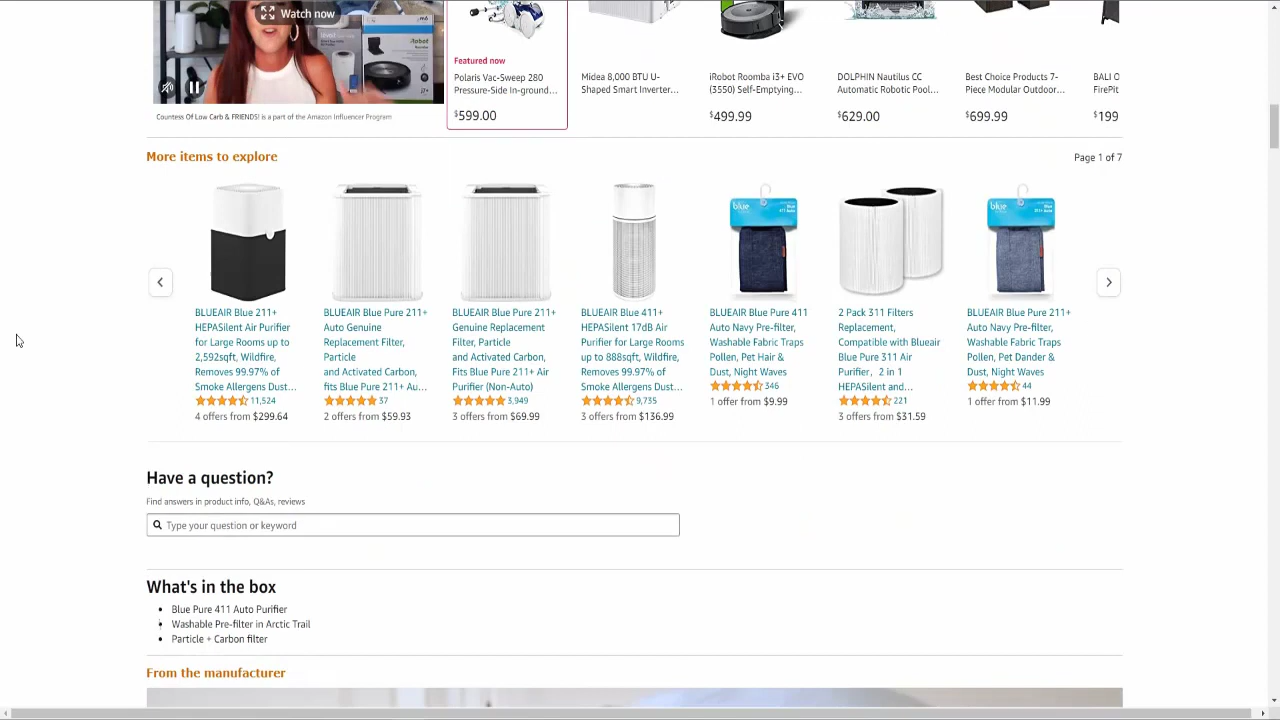 Watch now
Featured now
Polaris Vac-Sweep 280
Pressure-Side In-ground...
$599.00
Midea 8,000 BTU U-
Shaped Smart Inverter...
iRobot Roomba i3+ EVO
(3550) Self-Emptying...
$499.99
DOLPHIN Nautilus CC
Automatic Robotic Pool...
$629.00
Best Choice Products 7-
Piece Modular Outdoor...
$699.99
BALI O
FirePit
$199
Countess Of Low Carb & FRIENDS! is a part of the Amazon Influencer Program
More items to explore
Page 1 of 7
BLUEAIR Blue 211+
HEPASilent Air Purifier
for Large Rooms up to
2,592sqft, Wildfire,
Removes 99.97% of
Smoke Allergens Dust...
11,524
4 offers from $299.64
BLUEAIR Blue Pure 211+
Auto Genuine
Replacement Filter,
Particle
and Activated Carbon,
fits Blue Pure 211+ Au...
37
2 offers from $59.93
BLUEAIR Blue Pure 211+
Genuine Replacement
Filter, Particle
and Activated Carbon,
Fits Blue Pure 211+ Air
Purifier (Non-Auto)
3,949
3 offers from $69.99
BLUEAIR Blue 411+
HEPASilent 17dB Air
Purifier for Large Rooms
up to 888sqft, Wildfire,
Removes 99.97% of
Smoke Allergens Dust...
9,735
3 offers from $136.99
blue
BLUEAIR Blue Pure 411
Auto Navy Pre-filter,
Washable Fabric Traps
Pollen, Pet Hair &
Dust, Night Waves
346
1 offer from $9.99
2 Pack 311 Filters
Replacement,
Compatible with Blueair
Blue Pure 311 Air
Purifier, 2 in 1
HEPASilent and...
221
3 offers from $31.59
blue
BLUEAIR Blue Pure 211+
Auto Navy Pre-filter,
Washable Fabric Traps
Pollen, Pet Dander &
Dust, Night Waves
44
1 offer from $11.99
Have a question?
Find answers in product info, Q&As, reviews
Type your question or keyword
What's in the box
• Blue Pure 411 Auto Purifier
• Washable Pre-filter in Arctic Trail
• Particle + Carbon filter
From the manufacturer